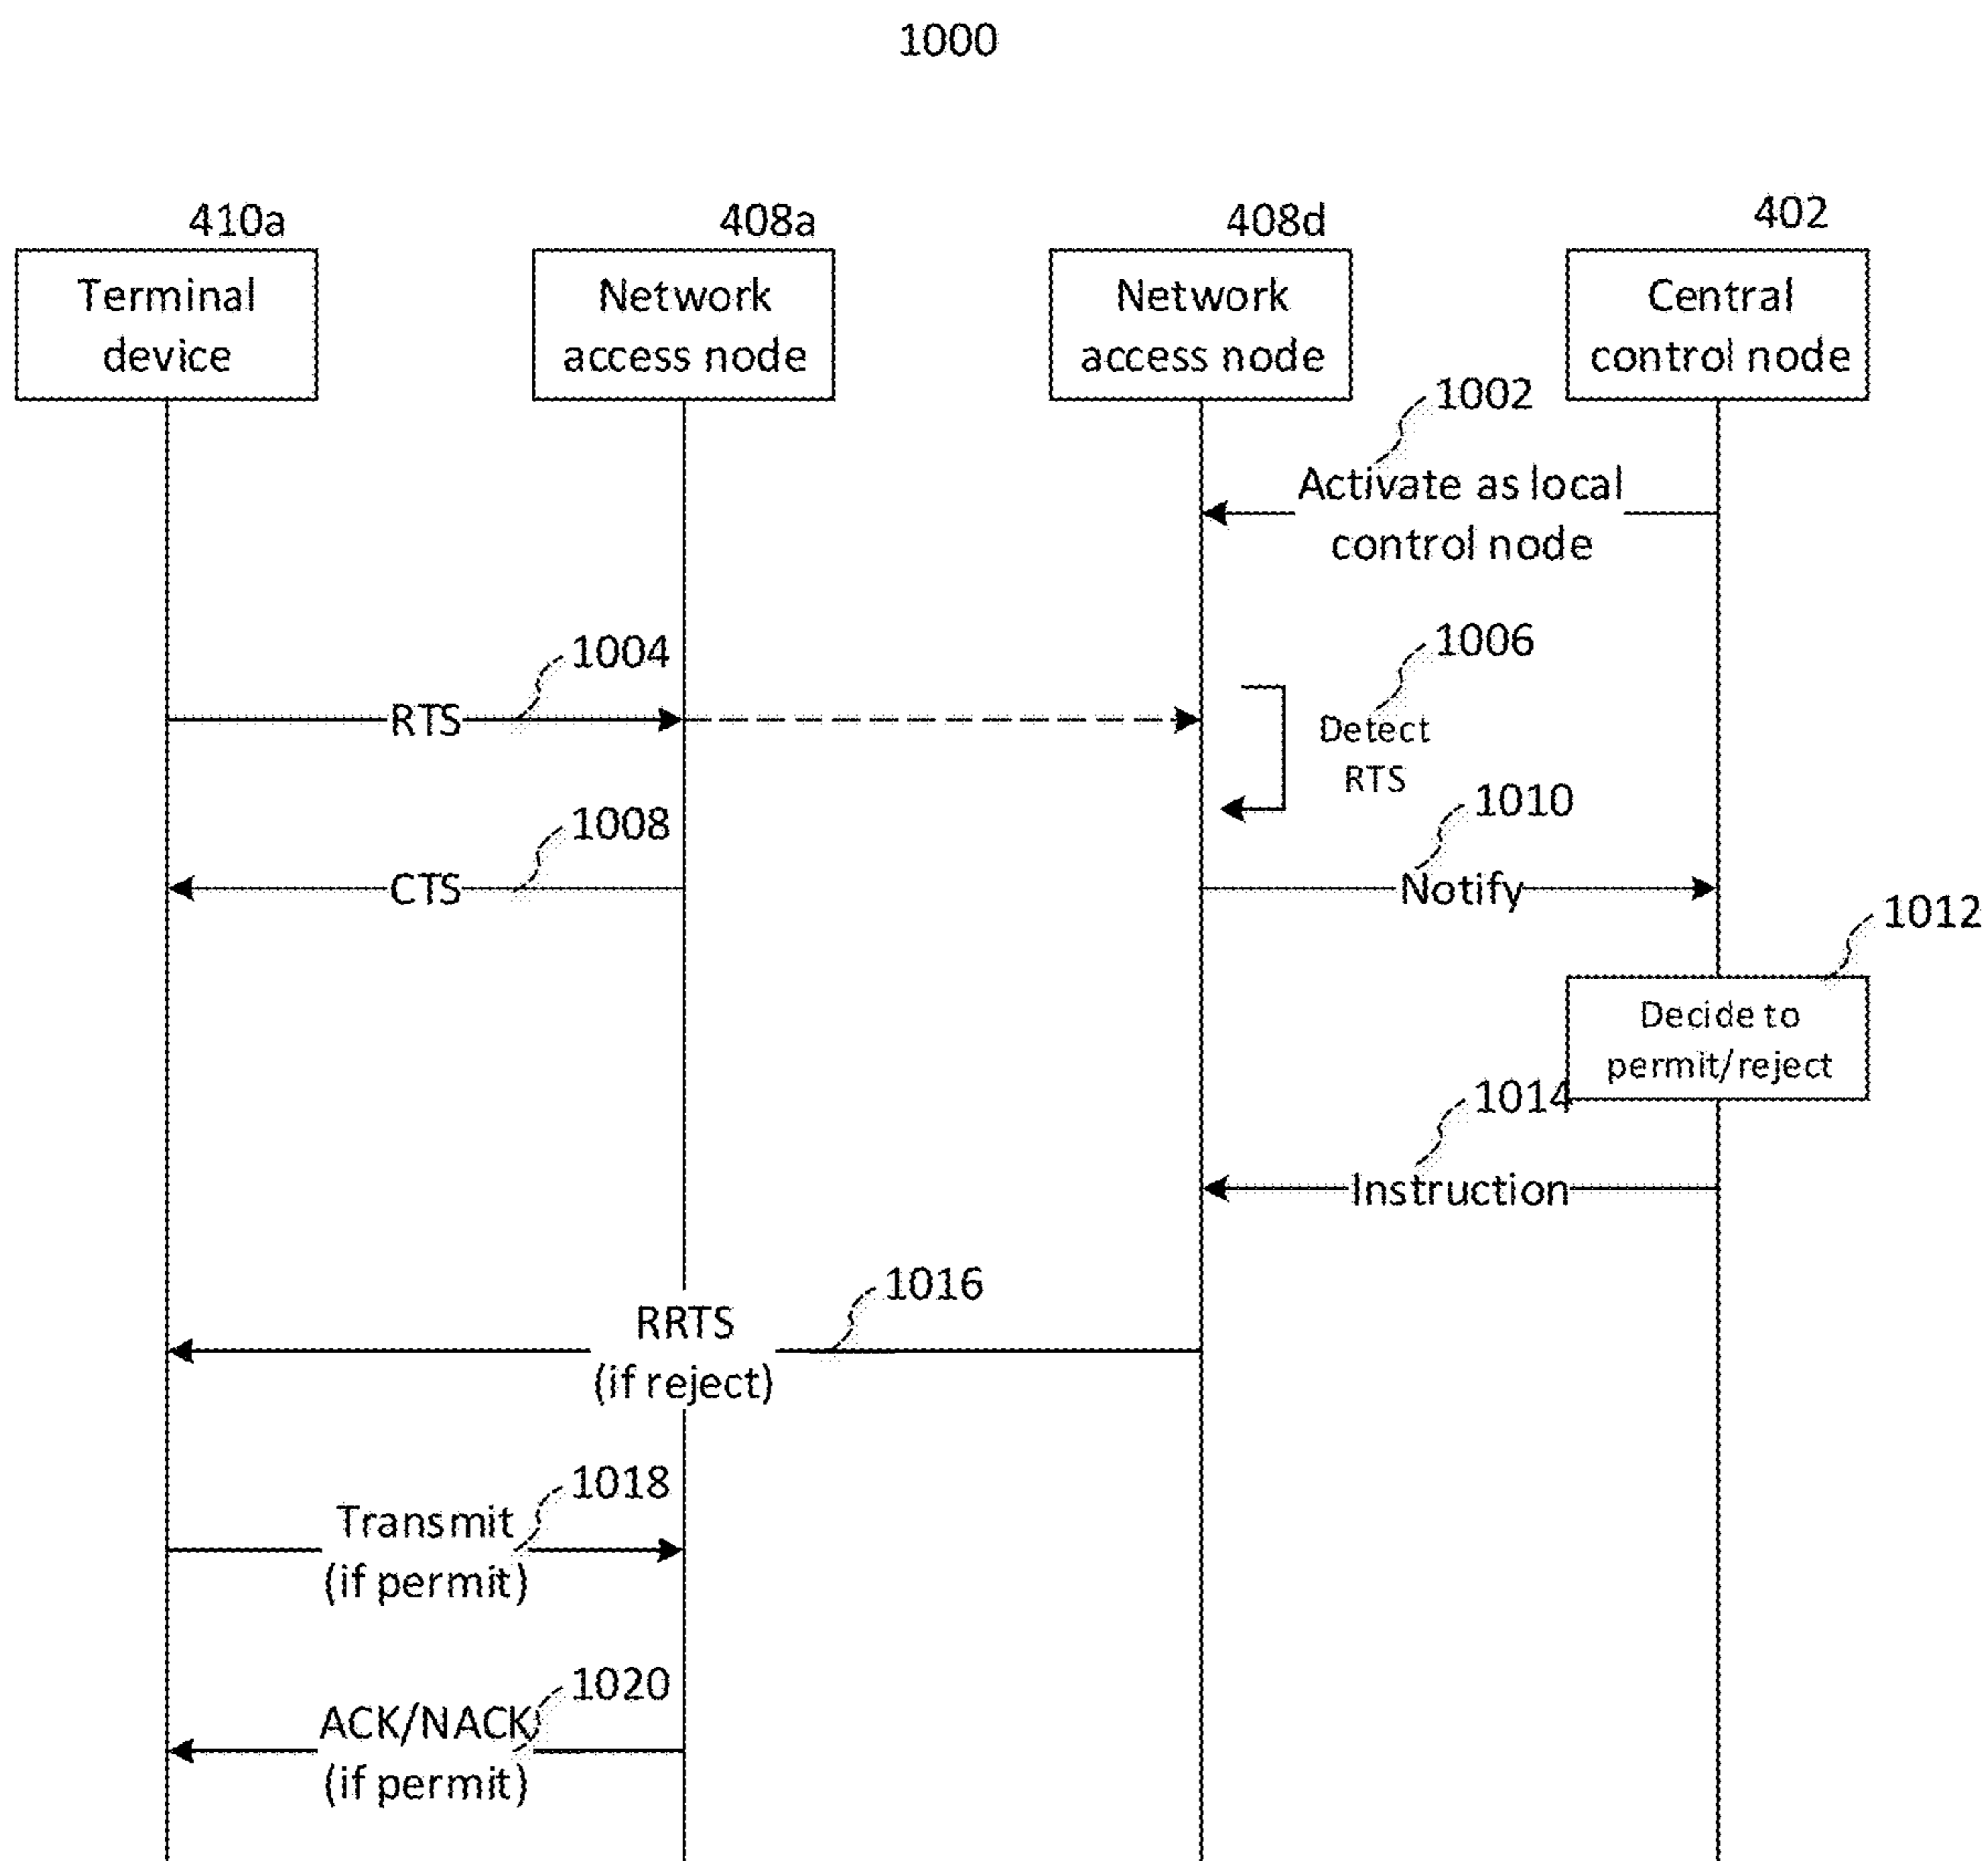 1000
410a
408a
408d
402
Terminal
device
Network
access node
Network
access node
Central
control node
1002
Activate as local
control node
1004
RTS
1006
Detect
RTS
1008
CTS
1010
Notify
1012
Decide to
permit/reject
1014
Instruction
1016
RRTS
(if reject)
1018
Transmit
(if permit)
1020
ACK/NACK
(if permit)